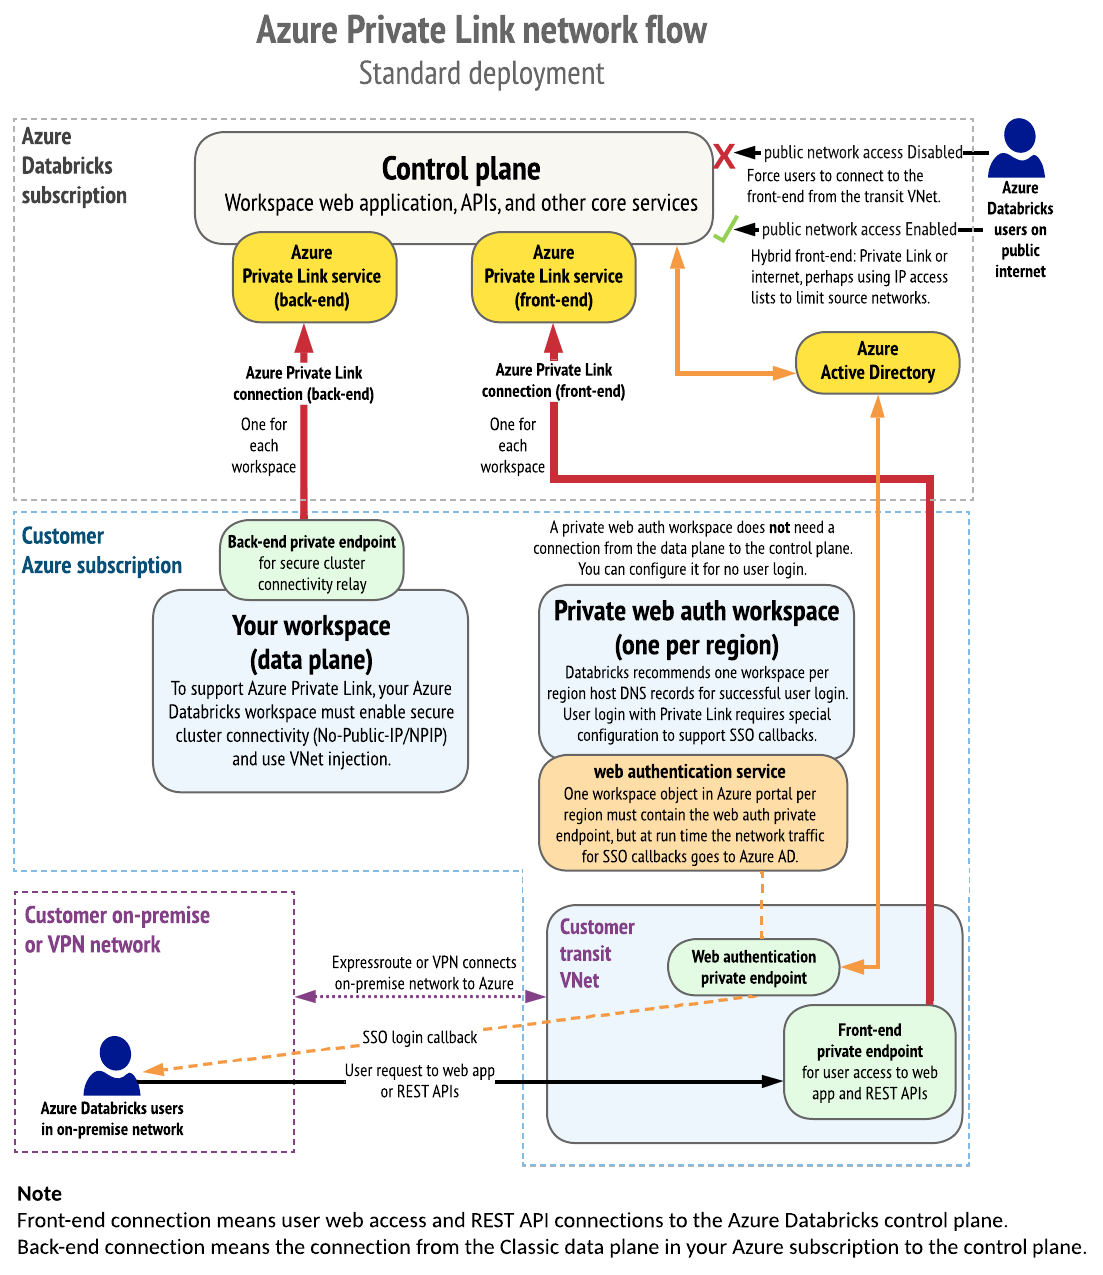 Azure Private Link network flow
Standard deployment
Azure
Databricks
subscription
Control plane
Workspace web application, APIs, and other core services
X
public network access Disabled
Force users to connect to the
front-end from the transit VNet.
public network access Enabled
Hybrid front-end: Private Link or
internet, perhaps using IP access
lists to limit source networks.
Azure
Databricks
users on
public
internet
Azure
Private Link service
(back-end)
Azure
Private Link service
(front-end)
Azure
Active Directory
Azure Private Link
connection (back-end)
One for
each
workspace
Azure Private Link
connection (front-end)
One for
each
workspace
Customer
Azure subscription
Back-end private endpoint
for secure cluster
connectivity relay
Your workspace
(data plane)
To support Azure Private Link, your Azure
Databricks workspace must enable secure
cluster connectivity (No-Public-IP/NPIP)
and use VNet injection.
A private web auth workspace does not need a
connection from the data plane to the control plane.
You can configure it for no user login.
Private web auth workspace
(one per region)
Databricks recommends one workspace per
region host DNS records for successful user login.
User login with Private Link requires special
configuration to support SSO callbacks.
web authentication service
One workspace object in Azure portal per
region must contain the web auth private
endpoint, but at run time the network traffic
for SSO callbacks goes to Azure AD.
Customer on-premise
or VPN network
Expressroute or VPN connects
on-premise network to Azure
Customer
transit
VNet
Web authentication
private endpoint
SSO login callback
User request to web app
or REST APIs
Front-end
private endpoint
for user access to web
app and REST APIs
Azure Databricks users
in on-premise network
Note
Front-end connection means user web access and REST API connections to the Azure Databricks control plane.
Back-end connection means the connection from the Classic data plane in your Azure subscription to the control plane.